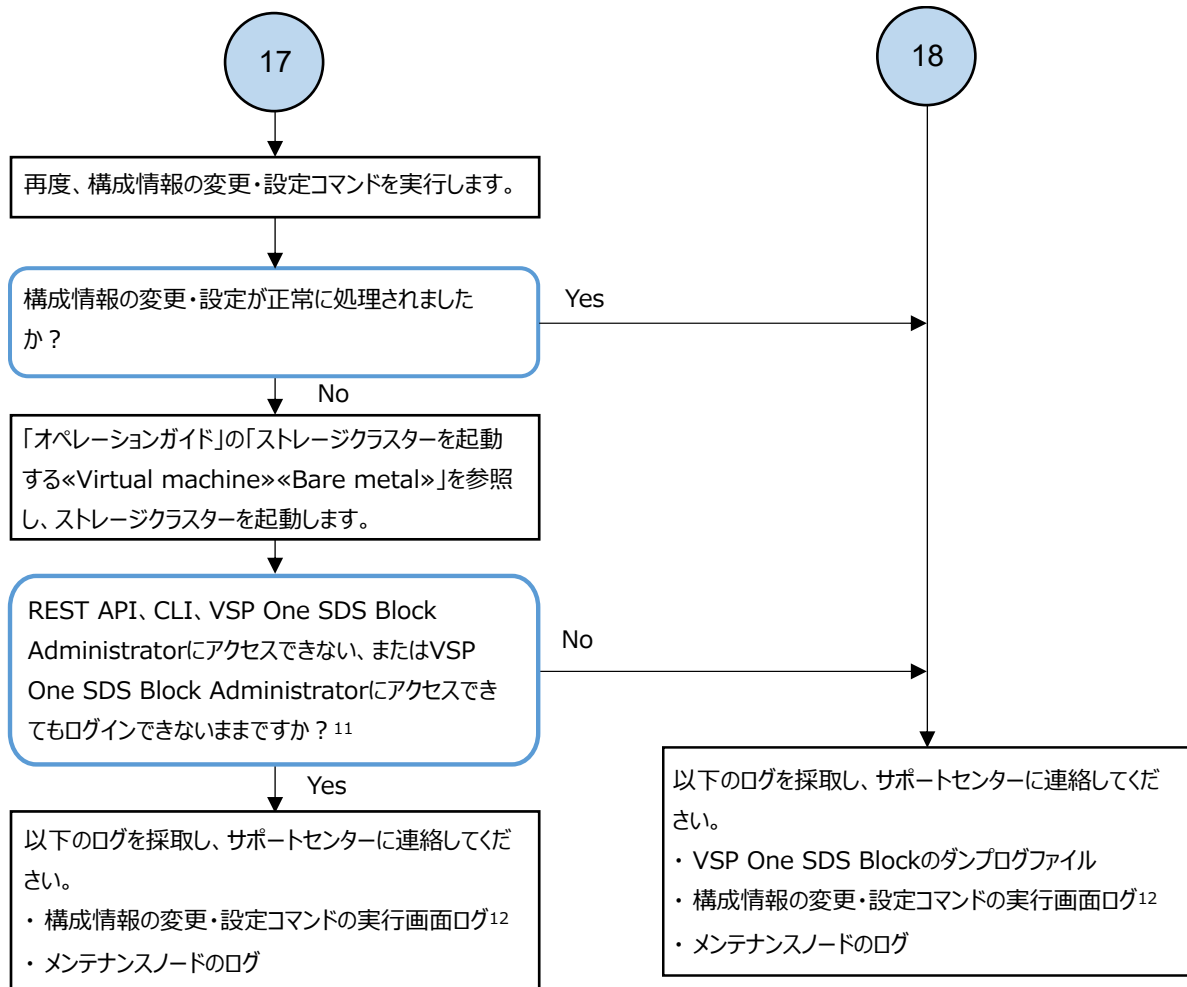 17
再度、構成情報の変更・設定コマンドを実行します。
構成情報の変更・設定が正常に処理されました
か？
Yes
No
「オペレーションガイド」の「ストレージクラスターを起動
する«Virtual machine»«Bare metal»」を参照
し、ストレージクラスターを起動します。
REST API、CLI、VSP One SDS Block
Administratorにアクセスできない、またはVSP
One SDS Block Administratorにアクセスでき
てもログインできないままですか？11
No
Yes
以下のログを採取し、サポートセンターに連絡してくだ
さい。
・ 構成情報の変更・設定コマンドの実行画面ログ12
・ メンテナンスノードのログ
18
以下のログを採取し、サポートセンターに連絡してくだ
さい。
・ VSP One SDS Blockのダンプログファイル
・ 構成情報の変更・設定コマンドの実行画面ログ12
・ メンテナンスノードのログ